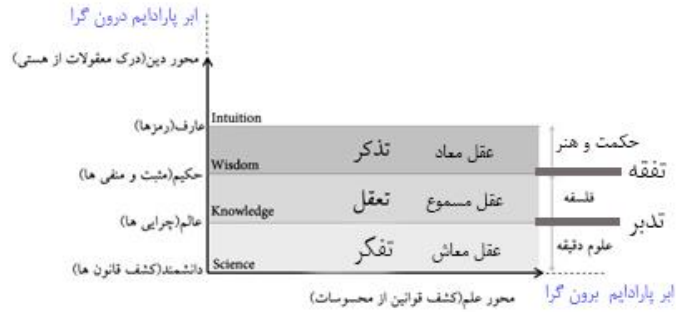 ابر پارادایم درون گرا
محور دین(درک معقولات از هستی)
عارف(رمزها)
Intuition
تذکر
عقل معاد
حکمت و هنر
حکیم(مثبت و منفی ها)
Wisdom
تفقه
تعقل
عقل مسموع
فلسفه
عالم(چرایی ها)
Knowledge
تدبر
تفکر
عقل معاش
علوم دقیقه
دانشمند(کشف قانون ها)
Science
محور علم(کشف قوانین از محسوسات)
ابر پارادایم برون گرا